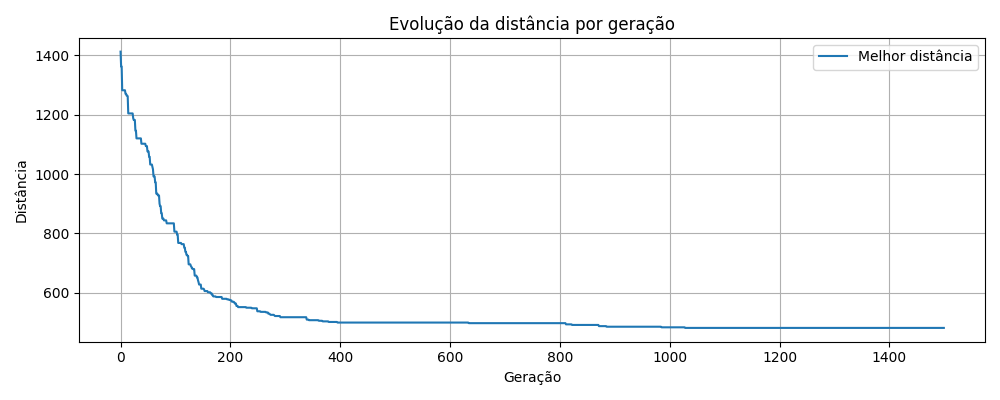 Evolução da distância por geração
Melhor distância
Distância
1400
1200
1000
800
600
0 200 400 600 800 1000 1200 1400
Geração